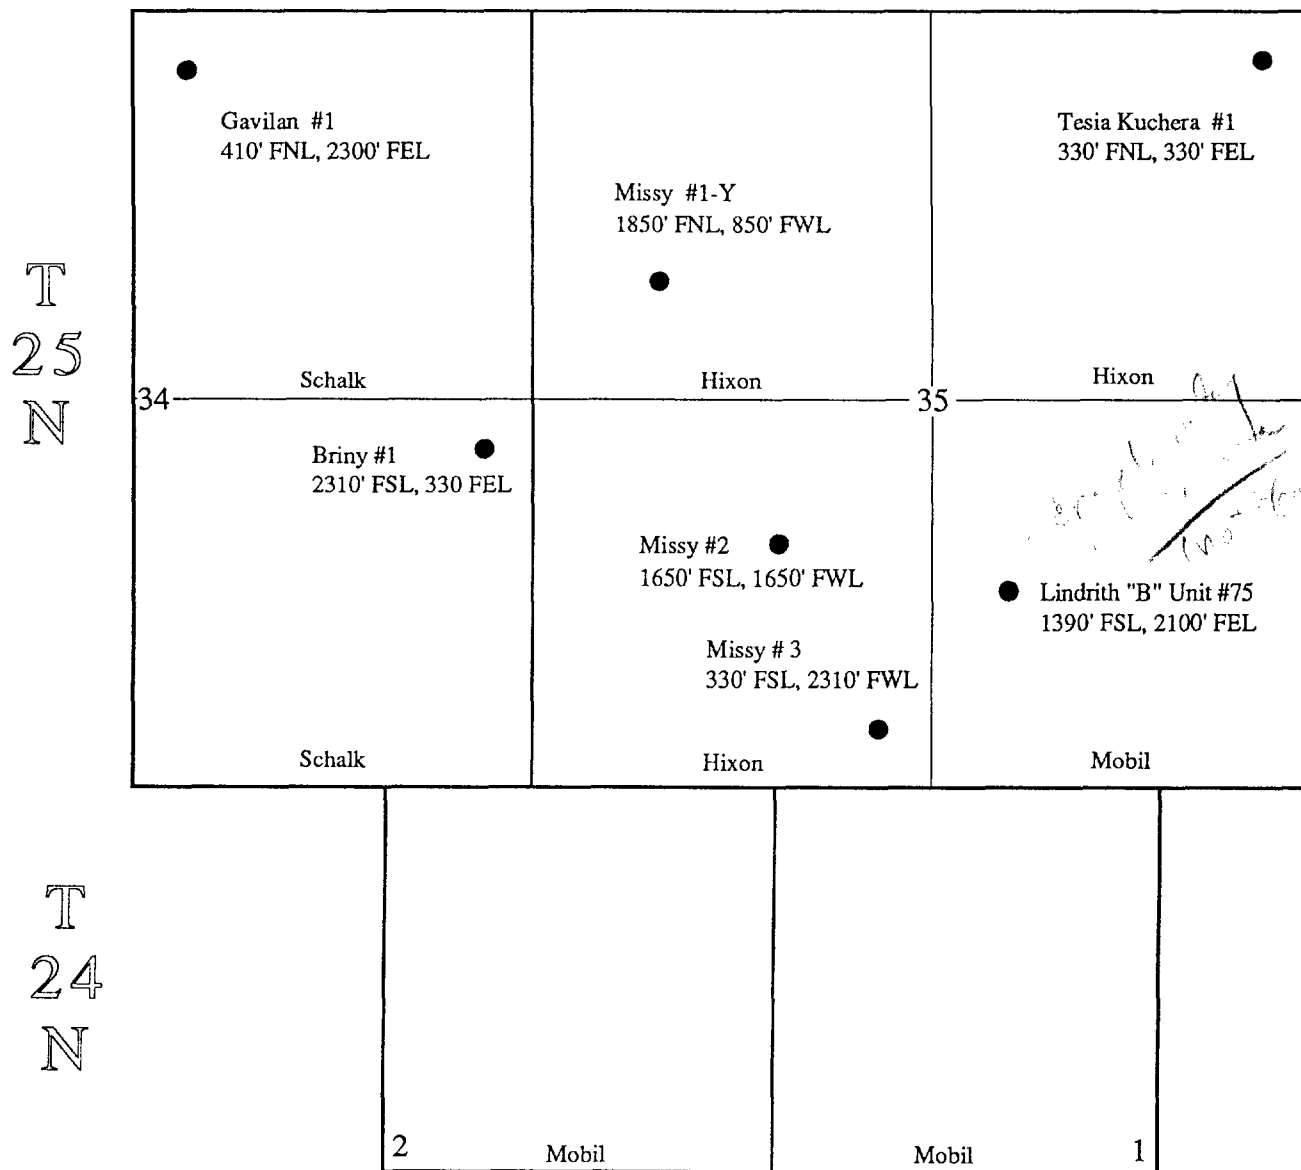 Gavilan #1
410' FNL, 2300' FEL
Tesia Kuchera #1
330' FNL, 330' FEL
Missy #1-Y
1850' FNL, 850' FWL
T
25
N
Schalk
Hixon
Hixon
34
35
Briny #1
2310' FSL, 330 FEL
Missy #2
1650' FSL, 1650' FWL
Lindrith "B" Unit #75
1390' FSL, 2100' FEL
Missy # 3
330' FSL, 2310' FWL
Schalk
Hixon
Mobil
T
24
N
2
Mobil
Mobil
1